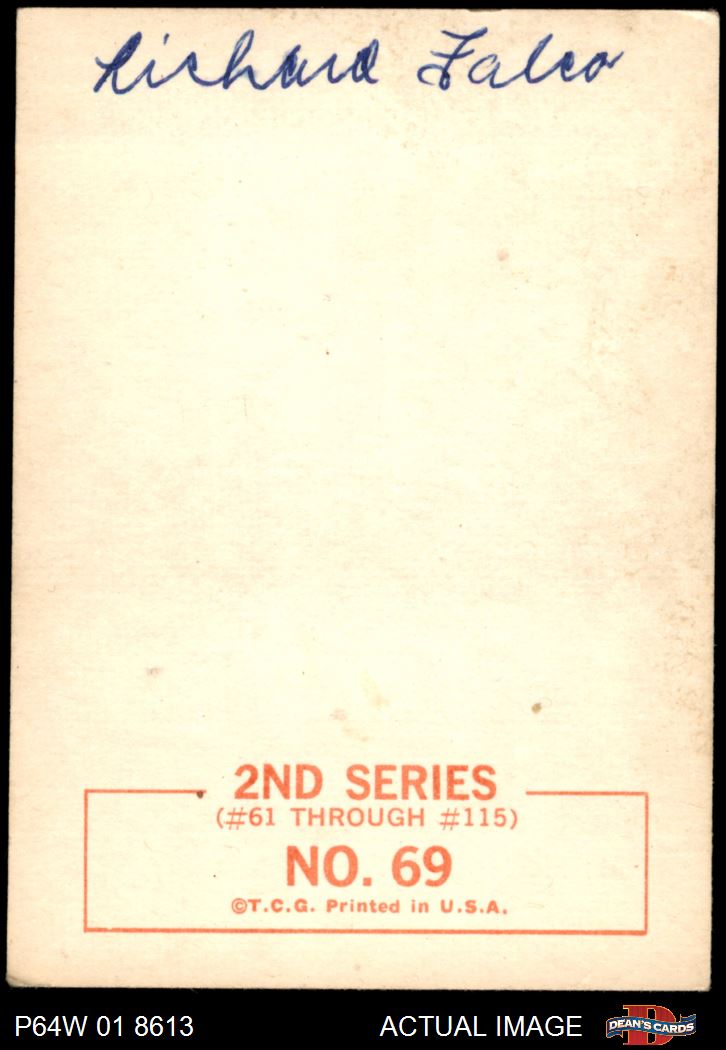 Richard Falco
2ND SERIES
(#61 THROUGH #115)
NO. 69
©T.C.G. Printed in U.S.A.
P64W 01 8613
ACTUAL IMAGE
D
DEAN'S CARDS